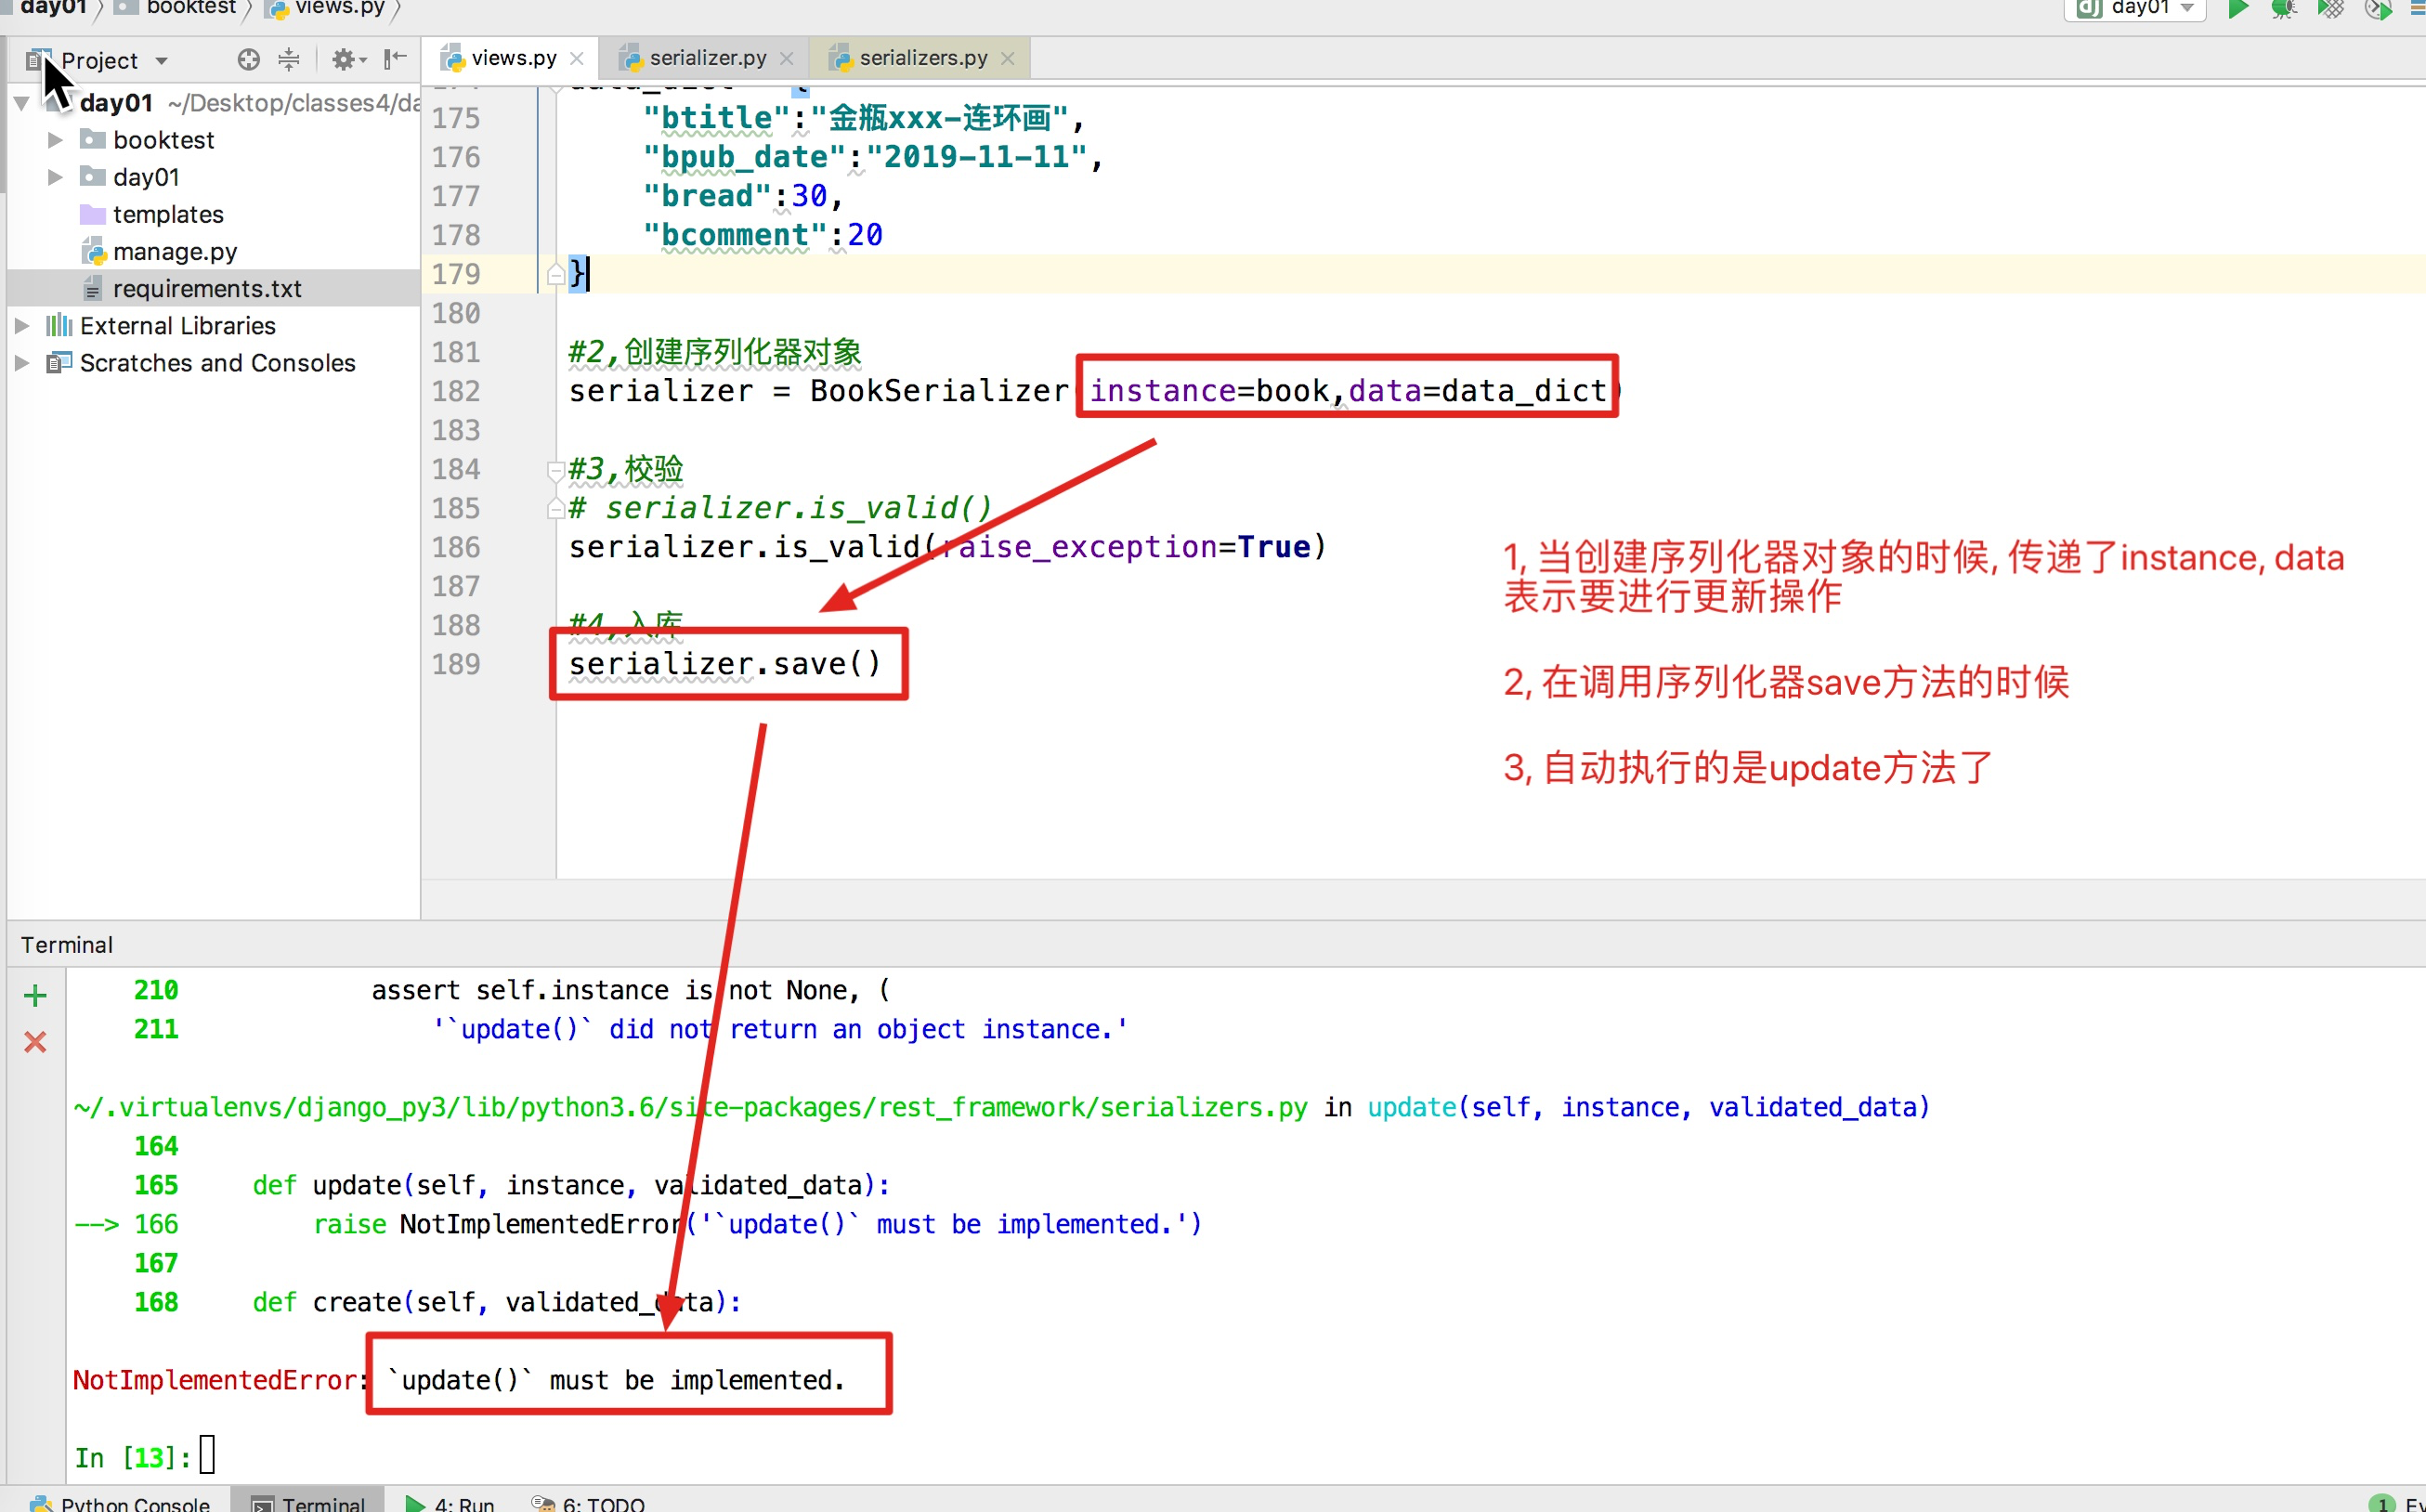 day01 booktest views.py
day01
Project
views.py serializer.py serializers.py
day01 ~/Desktop/classes4/da
booktest
day01
templates
manage.py
requirements.txt
External Libraries
Scratches and Consoles
175 "btitle":"金瓶xxx-连环画",
176 "bpub_date":"2019-11-11",
177 "bread":30,
178 "bcomment":20
179 }
180
181 #2,创建序列化器对象
182 serializer = BookSerializer(instance=book,data=data_dict)
183
184 #3,校验
185 # serializer.is_valid()
186 serializer.is_valid(raise_exception=True)
187
188 #4,入库
189 serializer.save()
1, 当创建序列化器对象的时候, 传递了instance, data
表示要进行更新操作
2, 在调用序列化器save方法的时候
3, 自动执行的是update方法了
Terminal
210 assert self.instance is not None, (
211 '`update()` did not return an object instance.'
~/.virtualenvs/django_py3/lib/python3.6/site-packages/rest_framework/serializers.py in update(self, instance, validated_data)
164
165 def update(self, instance, validated_data):
--> 166 raise NotImplementedError('`update()` must be implemented.')
167
168 def create(self, validated_data):
NotImplementedError: `update()` must be implemented.
In [13]:
Python Console Terminal 4: Run 6: TODO 1 Ev